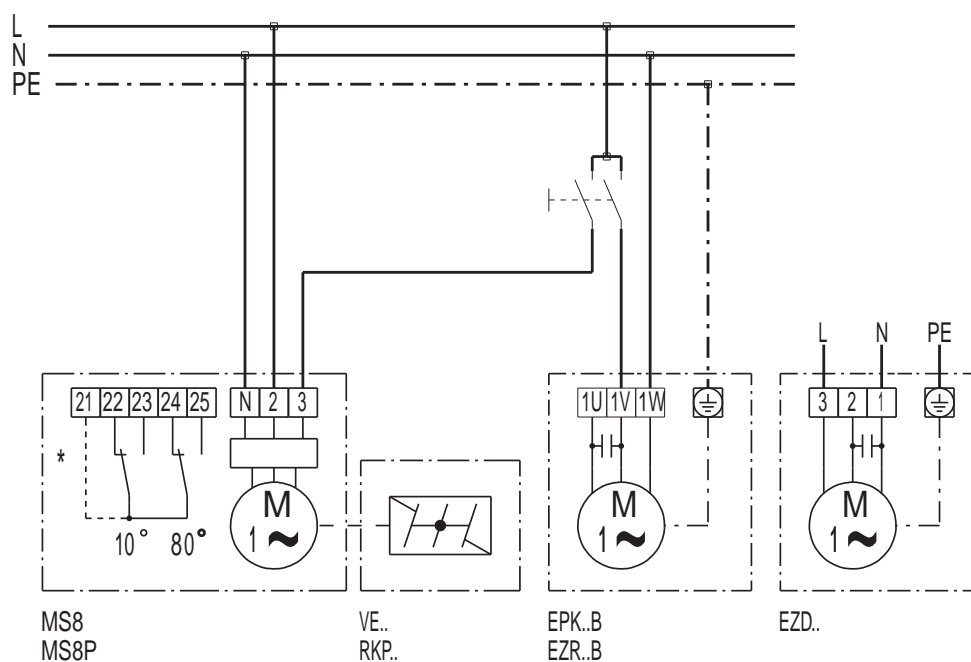 L
N
PE
L N PE
21 22 23 24 25 N 2 3 1U 1V 1W 3 2 1
*
M M M
10° 80° 1 ~ 1 ~ 1 ~
MS8 VE.. EPK..B EZD..
MS8P RKP.. EZR..B